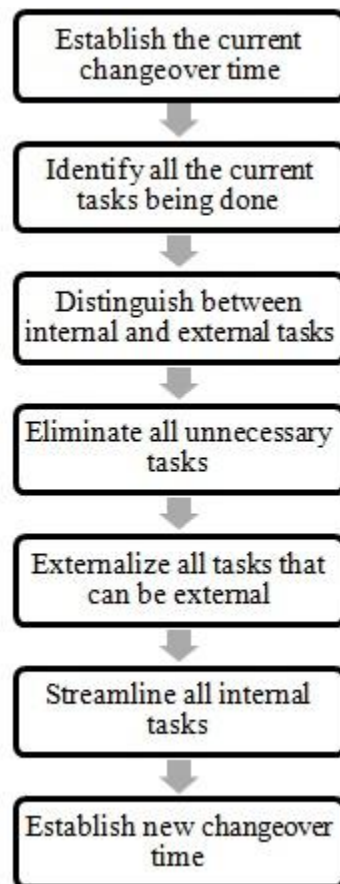 Establish the current
changeover time
Identify all the current
tasks being done
Distinguish between
internal and external tasks
Eliminate all unnecessary
tasks
Externalize all tasks that
can be external
Streamline all internal
tasks
Establish new changeover
time